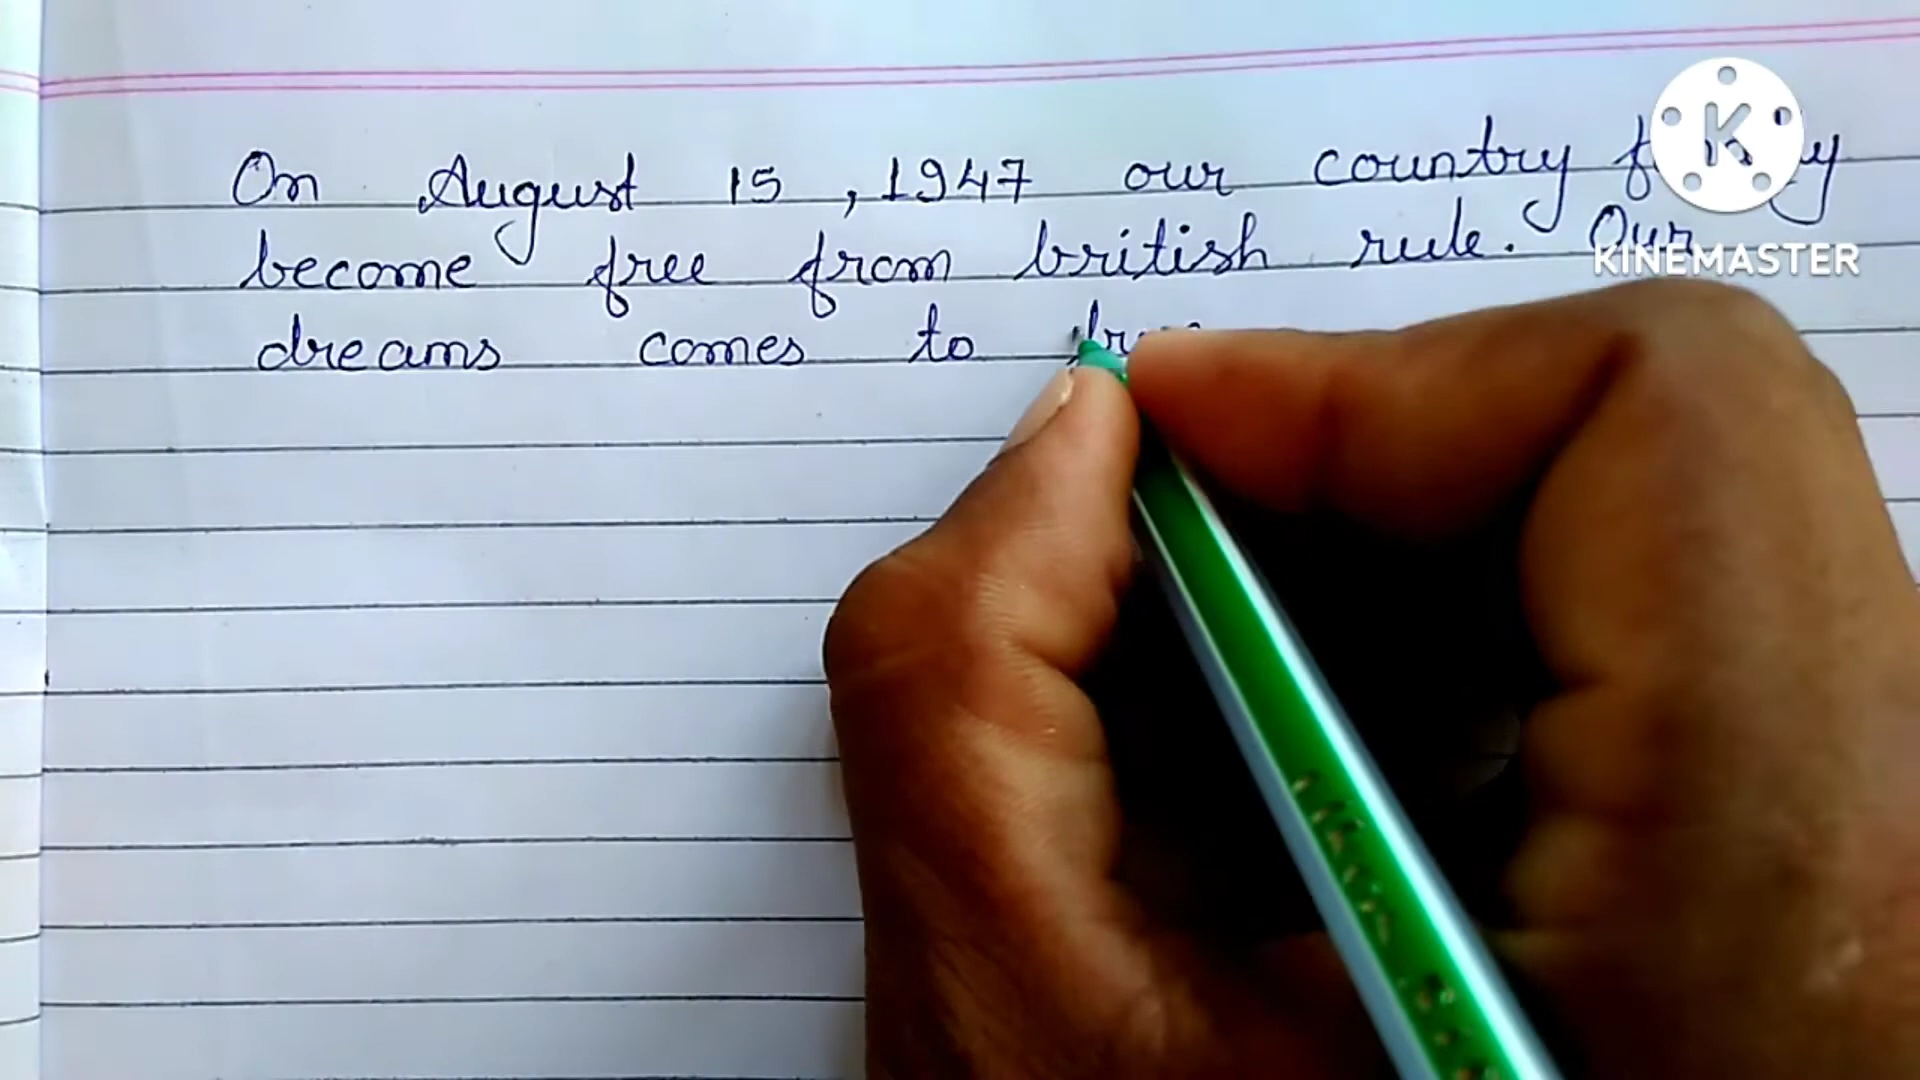 On August 15, 1947 our country
become free from british rule. Our
dreams comes to
KINEMASTER